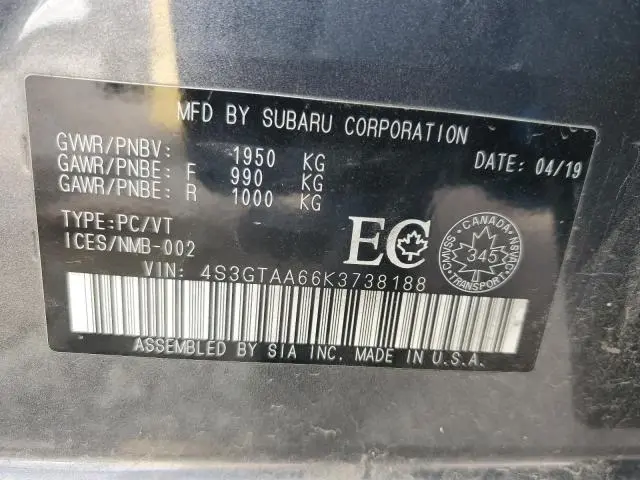 MFD BY SUBARU CORPORATION
GVWR/PNBV: 1950 KG
GAWR/PNBE: F 990 KG
GAWR/PNBE: R 1000 KG
DATE: 04/19
TYPE:PC/VT
ICES/NMB-002
EC
CANADA
CMVSS 345 NSVAC
TRANSPORT
VIN: 4S3GTAA66K3738188
ASSEMBLED BY SIA INC. MADE IN U.S.A.